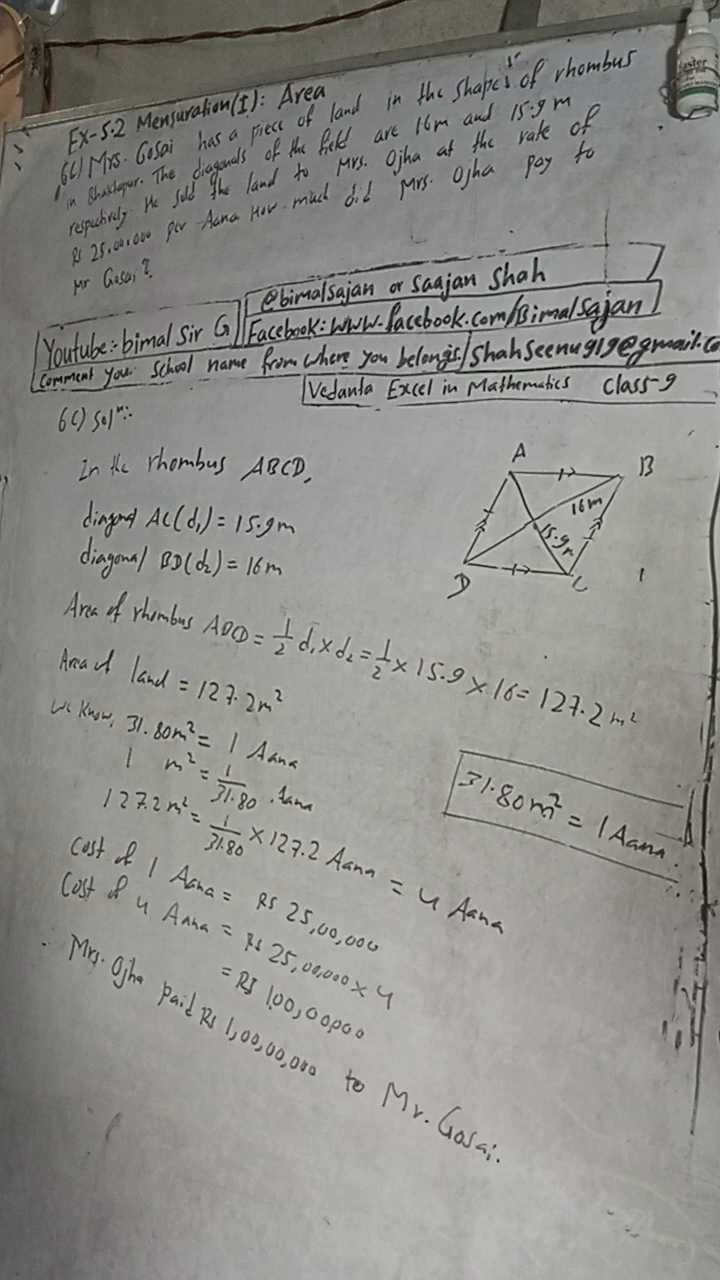 Ex-5.2 Mensuration(I): Area
6c) Mrs. Gosai has a piece of land in the shapes of rhombus
in Bhaktapur. The diagonals of the field are 16m and 15.9m
respectively. He sold the land to Mrs. Ojha at the rate of
Rs 25,00,000 per Aana How much did Mrs. Ojha pay to
Mr Gosai?
@bimalsajan or Saajan Shah
Youtube:- bimal Sir G
Facebook: www.facebook.com/Bimalsajan
Comment your school name from where you belongs/shahseenu919@gmail.co
Vedanta Excel in Mathematics Class-9
6c) Solⁿ:
In the rhombus ABCD,
diagonal AC(d₁) = 15.9m
diagonal BD(d₂) = 16m
A
B
16m
15.9m
D
C
Area of rhombus ABCD = 1/2 d₁ × d₂ = 1/2 × 15.9 × 16 = 127.2 m²
Area of land = 127.2m²
We know, 31.80m² = 1 Aana
1 m² = 1/31.80 Aana
127.2m² = 1/31.80 × 127.2 Aana = 4 Aana
31.80m² = 1 Aana.
Cost of 1 Aana = Rs 25,00,000
Cost of 4 Aana = Rs 25,00,000 × 4
= Rs 1,00,00,000
Mrs. Ojha paid Rs 1,00,00,000 to Mr. Gosai.